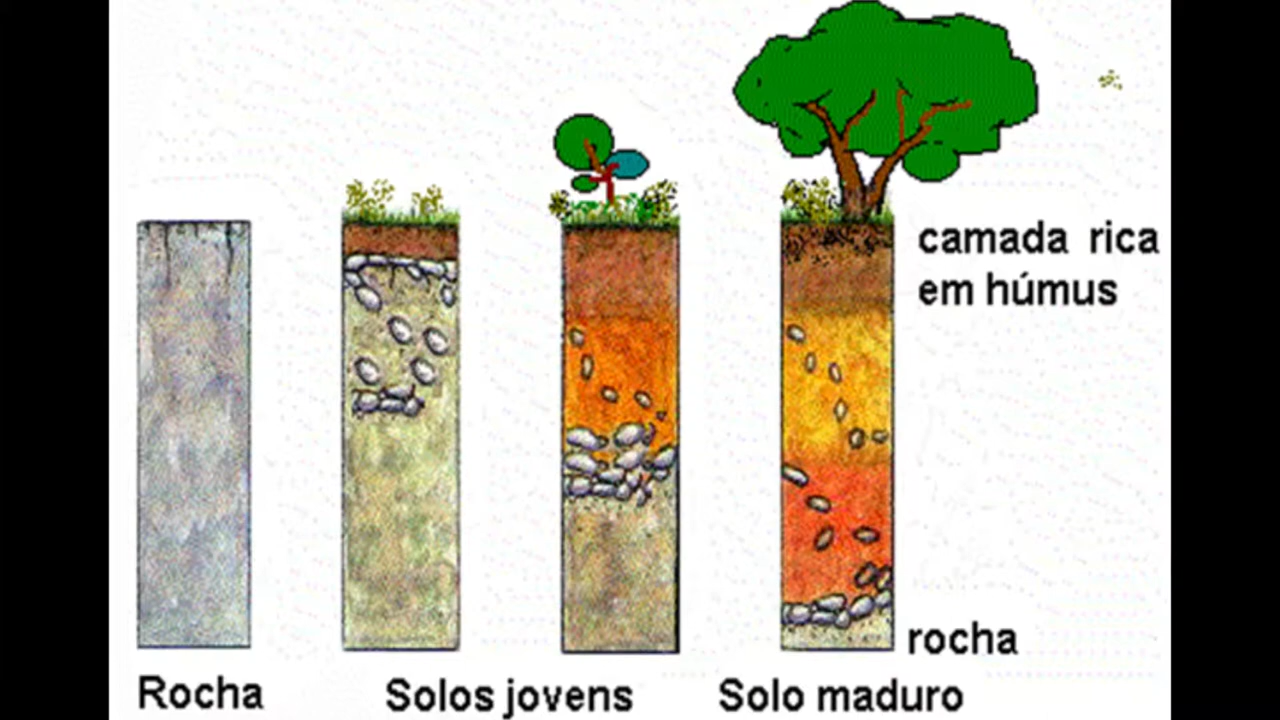 camada rica
em húmus
rocha
Rocha
Solos jovens
Solo maduro